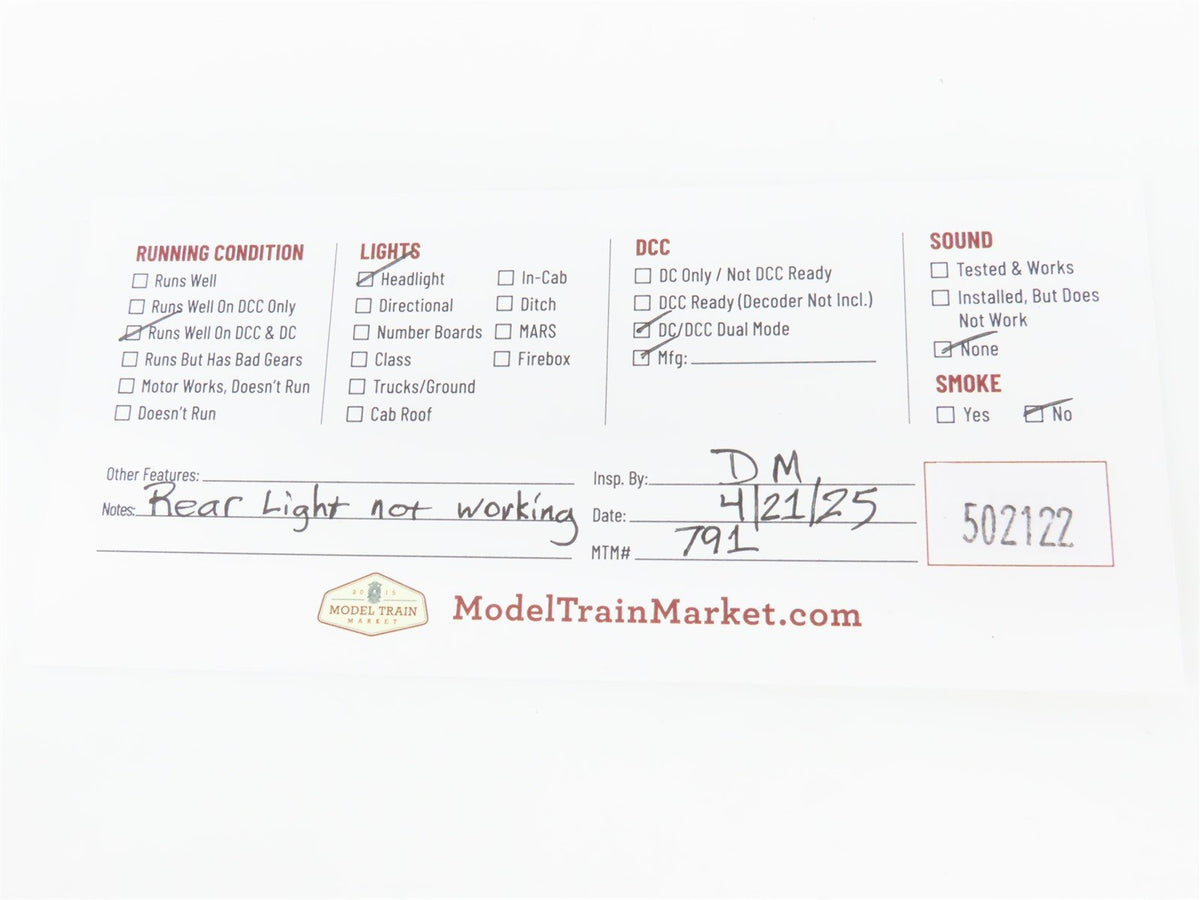 RUNNING CONDITION
Runs Well
Runs Well On DCC Only
Runs Well On DCC & DC
Runs But Has Bad Gears
Motor Works, Doesn't Run
Doesn't Run
LIGHTS
Headlight
Directional
Number Boards
Class
Trucks/Ground
Cab Roof
In-Cab
Ditch
MARS
Firebox
DCC
DC Only / Not DCC Ready
DCC Ready (Decoder Not Incl.)
DC/DCC Dual Mode
Mfg:
SOUND
Tested & Works
Installed, But Does
Not Work
None
SMOKE
Yes No
Other Features:
Notes: Rear Light not working
Insp. By: DM
Date: 4/21/25
MTM# 791
502122
2015
MODEL TRAIN
MARKET
ModelTrainMarket.com